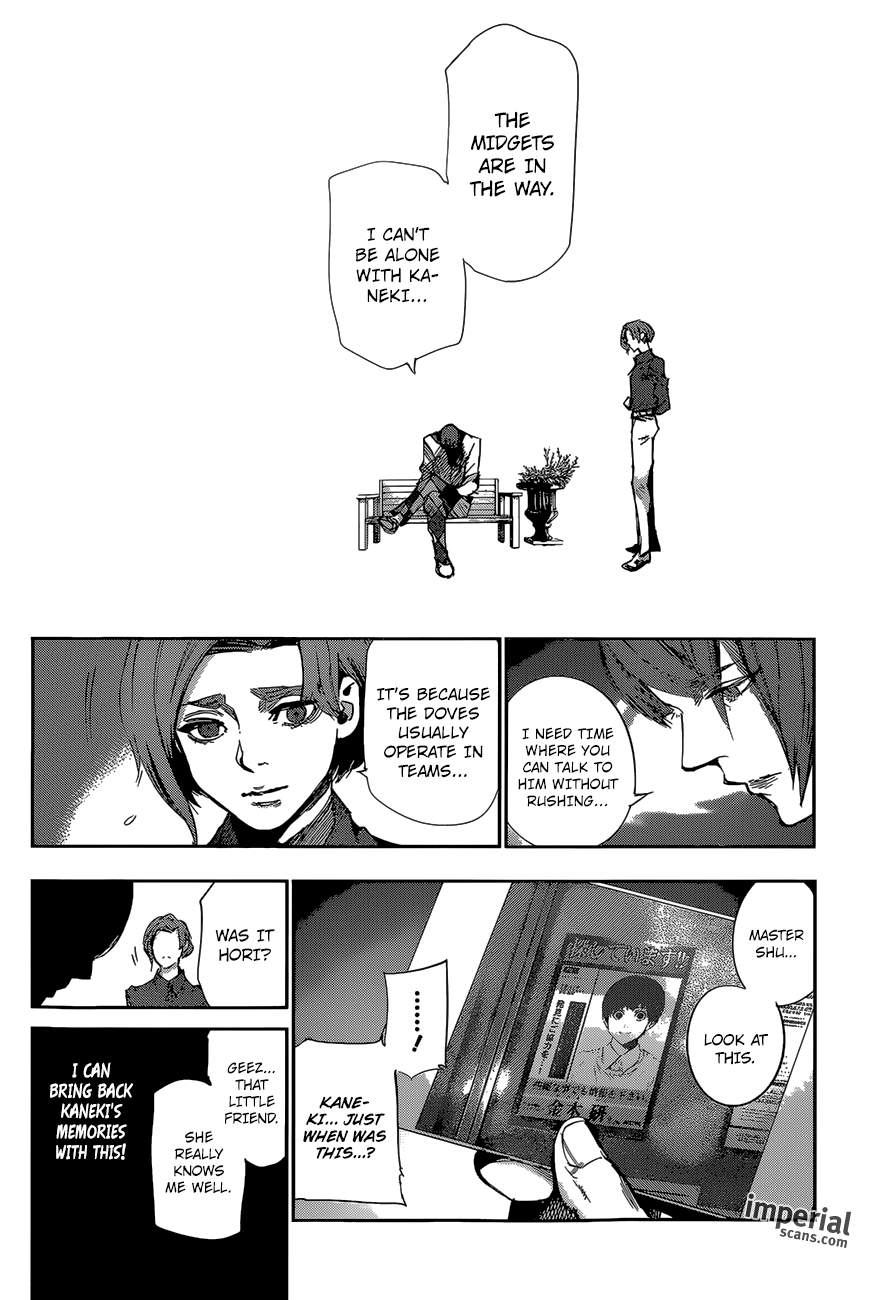 THE
MIDGETS
ARE IN
THE WAY.
I CAN'T
BE ALONE
WITH KA-
NEKI...
I NEED TIME
WHERE YOU
CAN TALK TO
HIM WITHOUT
RUSHING...
IT'S BECAUSE
THE DOVES
USUALLY
OPERATE IN
TEAMS...
MASTER
SHU...
LOOK AT
THIS.
探しています!!
金木研
......!
KANE-
KI... JUST
WHEN WAS
THIS...?
WAS IT
HORI?
GEEZ...
THAT
LITTLE
FRIEND.
SHE
REALLY
KNOWS
ME WELL.
I CAN
BRING BACK
KANEKI'S
MEMORIES
WITH THIS!
imperial
scans.com